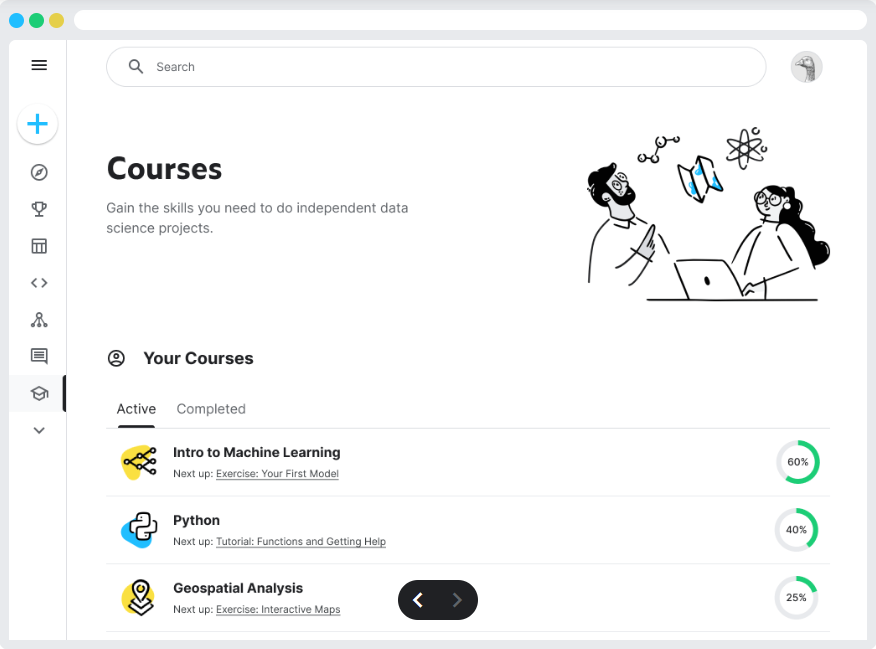 Search
Courses
Gain the skills you need to do independent data
science projects.
Your Courses
Active Completed
Intro to Machine Learning
Next up: Exercise: Your First Model
60%
Python
Next up: Tutorial: Functions and Getting Help
40%
Geospatial Analysis
Next up: Exercise: Interactive Maps
25%